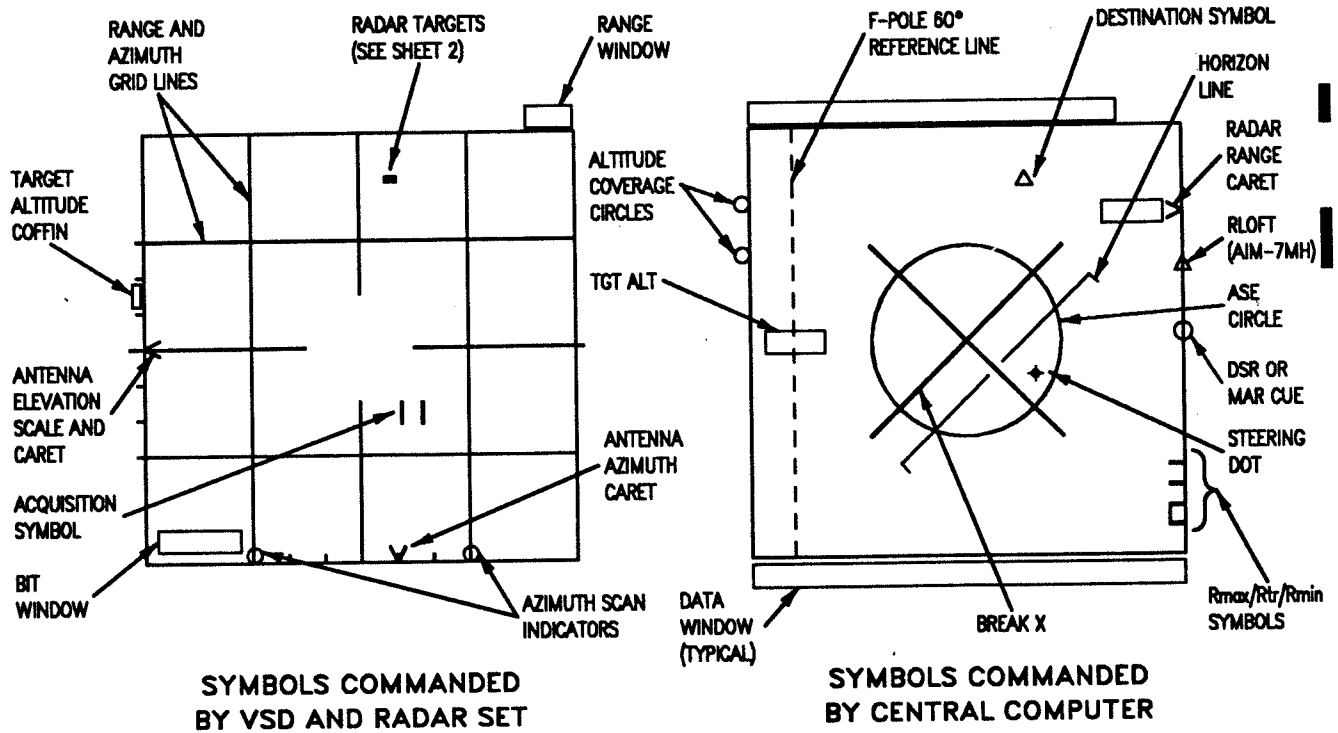 RANGE AND
AZIMUTH
GRID LINES
RADAR TARGETS
(SEE SHEET 2)
RANGE
WINDOW
TARGET
ALTITUDE
COFFIN
ANTENNA
ELEVATION
SCALE AND
CARET
ACQUISITION
SYMBOL
BIT
WINDOW
ANTENNA
AZIMUTH
CARET
AZIMUTH SCAN
INDICATORS
SYMBOLS COMMANDED
BY VSD AND RADAR SET
F-POLE 60°
REFERENCE LINE
DESTINATION SYMBOL
HORIZON
LINE
RADAR
RANGE
CARET
ALTITUDE
COVERAGE
CIRCLES
RLOFT
(AIM-7MH)
TGT ALT
ASE
CIRCLE
DSR OR
MAR CUE
STEERING
DOT
Rmax/Rtr/Rmin
SYMBOLS
BREAK X
DATA
WINDOW
(TYPICAL)
SYMBOLS COMMANDED
BY CENTRAL COMPUTER